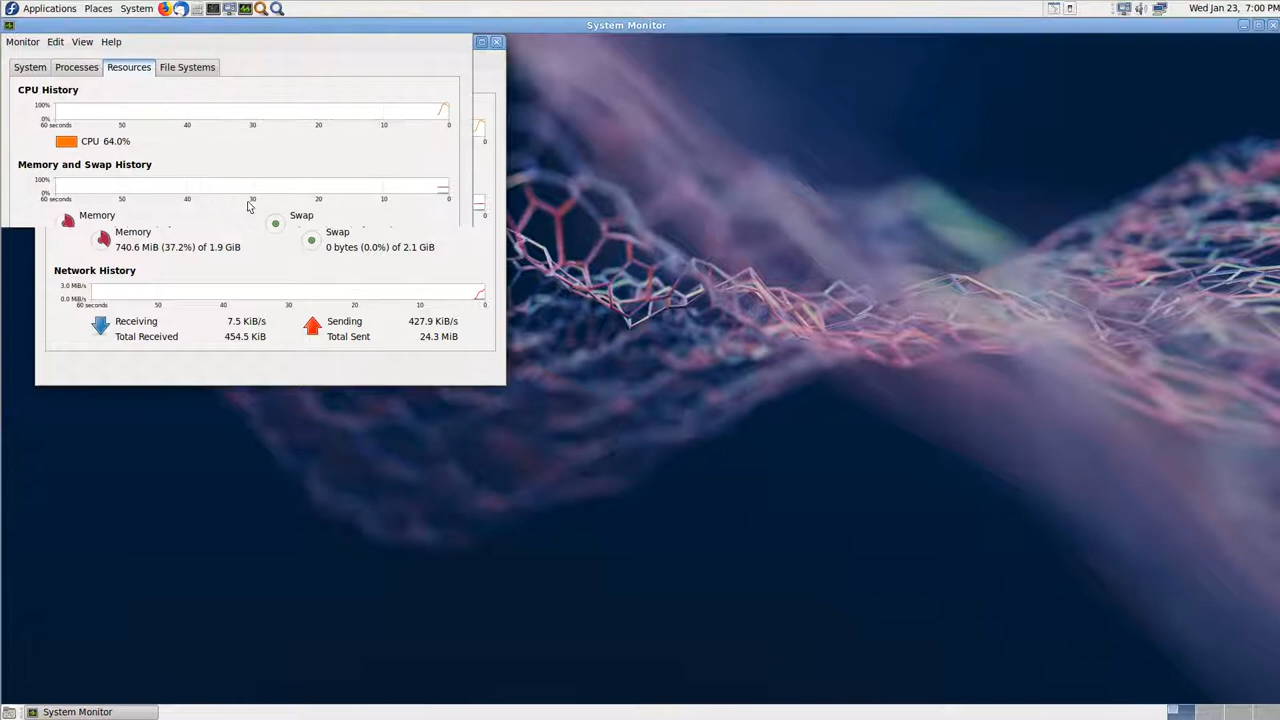 Applications Places System Wed Jan 23, 7:00 PM
System Monitor
Monitor Edit View Help
System Processes Resources File Systems
CPU History
100%
0%
60 seconds 50 40 30 20 10 0
0
CPU 64.0%
Memory and Swap History
100%
0%
60 seconds 50 40 30 20 10 0
0
Memory Swap
Memory Swap
740.6 MiB (37.2%) of 1.9 GiB 0 bytes (0.0%) of 2.1 GiB
Network History
3.0 MiB/s
0.0 MiB/s
60 seconds 50 40 30 20 10 0
Receiving 7.5 KiB/s Sending 427.9 KiB/s
Total Received 454.5 KiB Total Sent 24.3 MiB
System Monitor